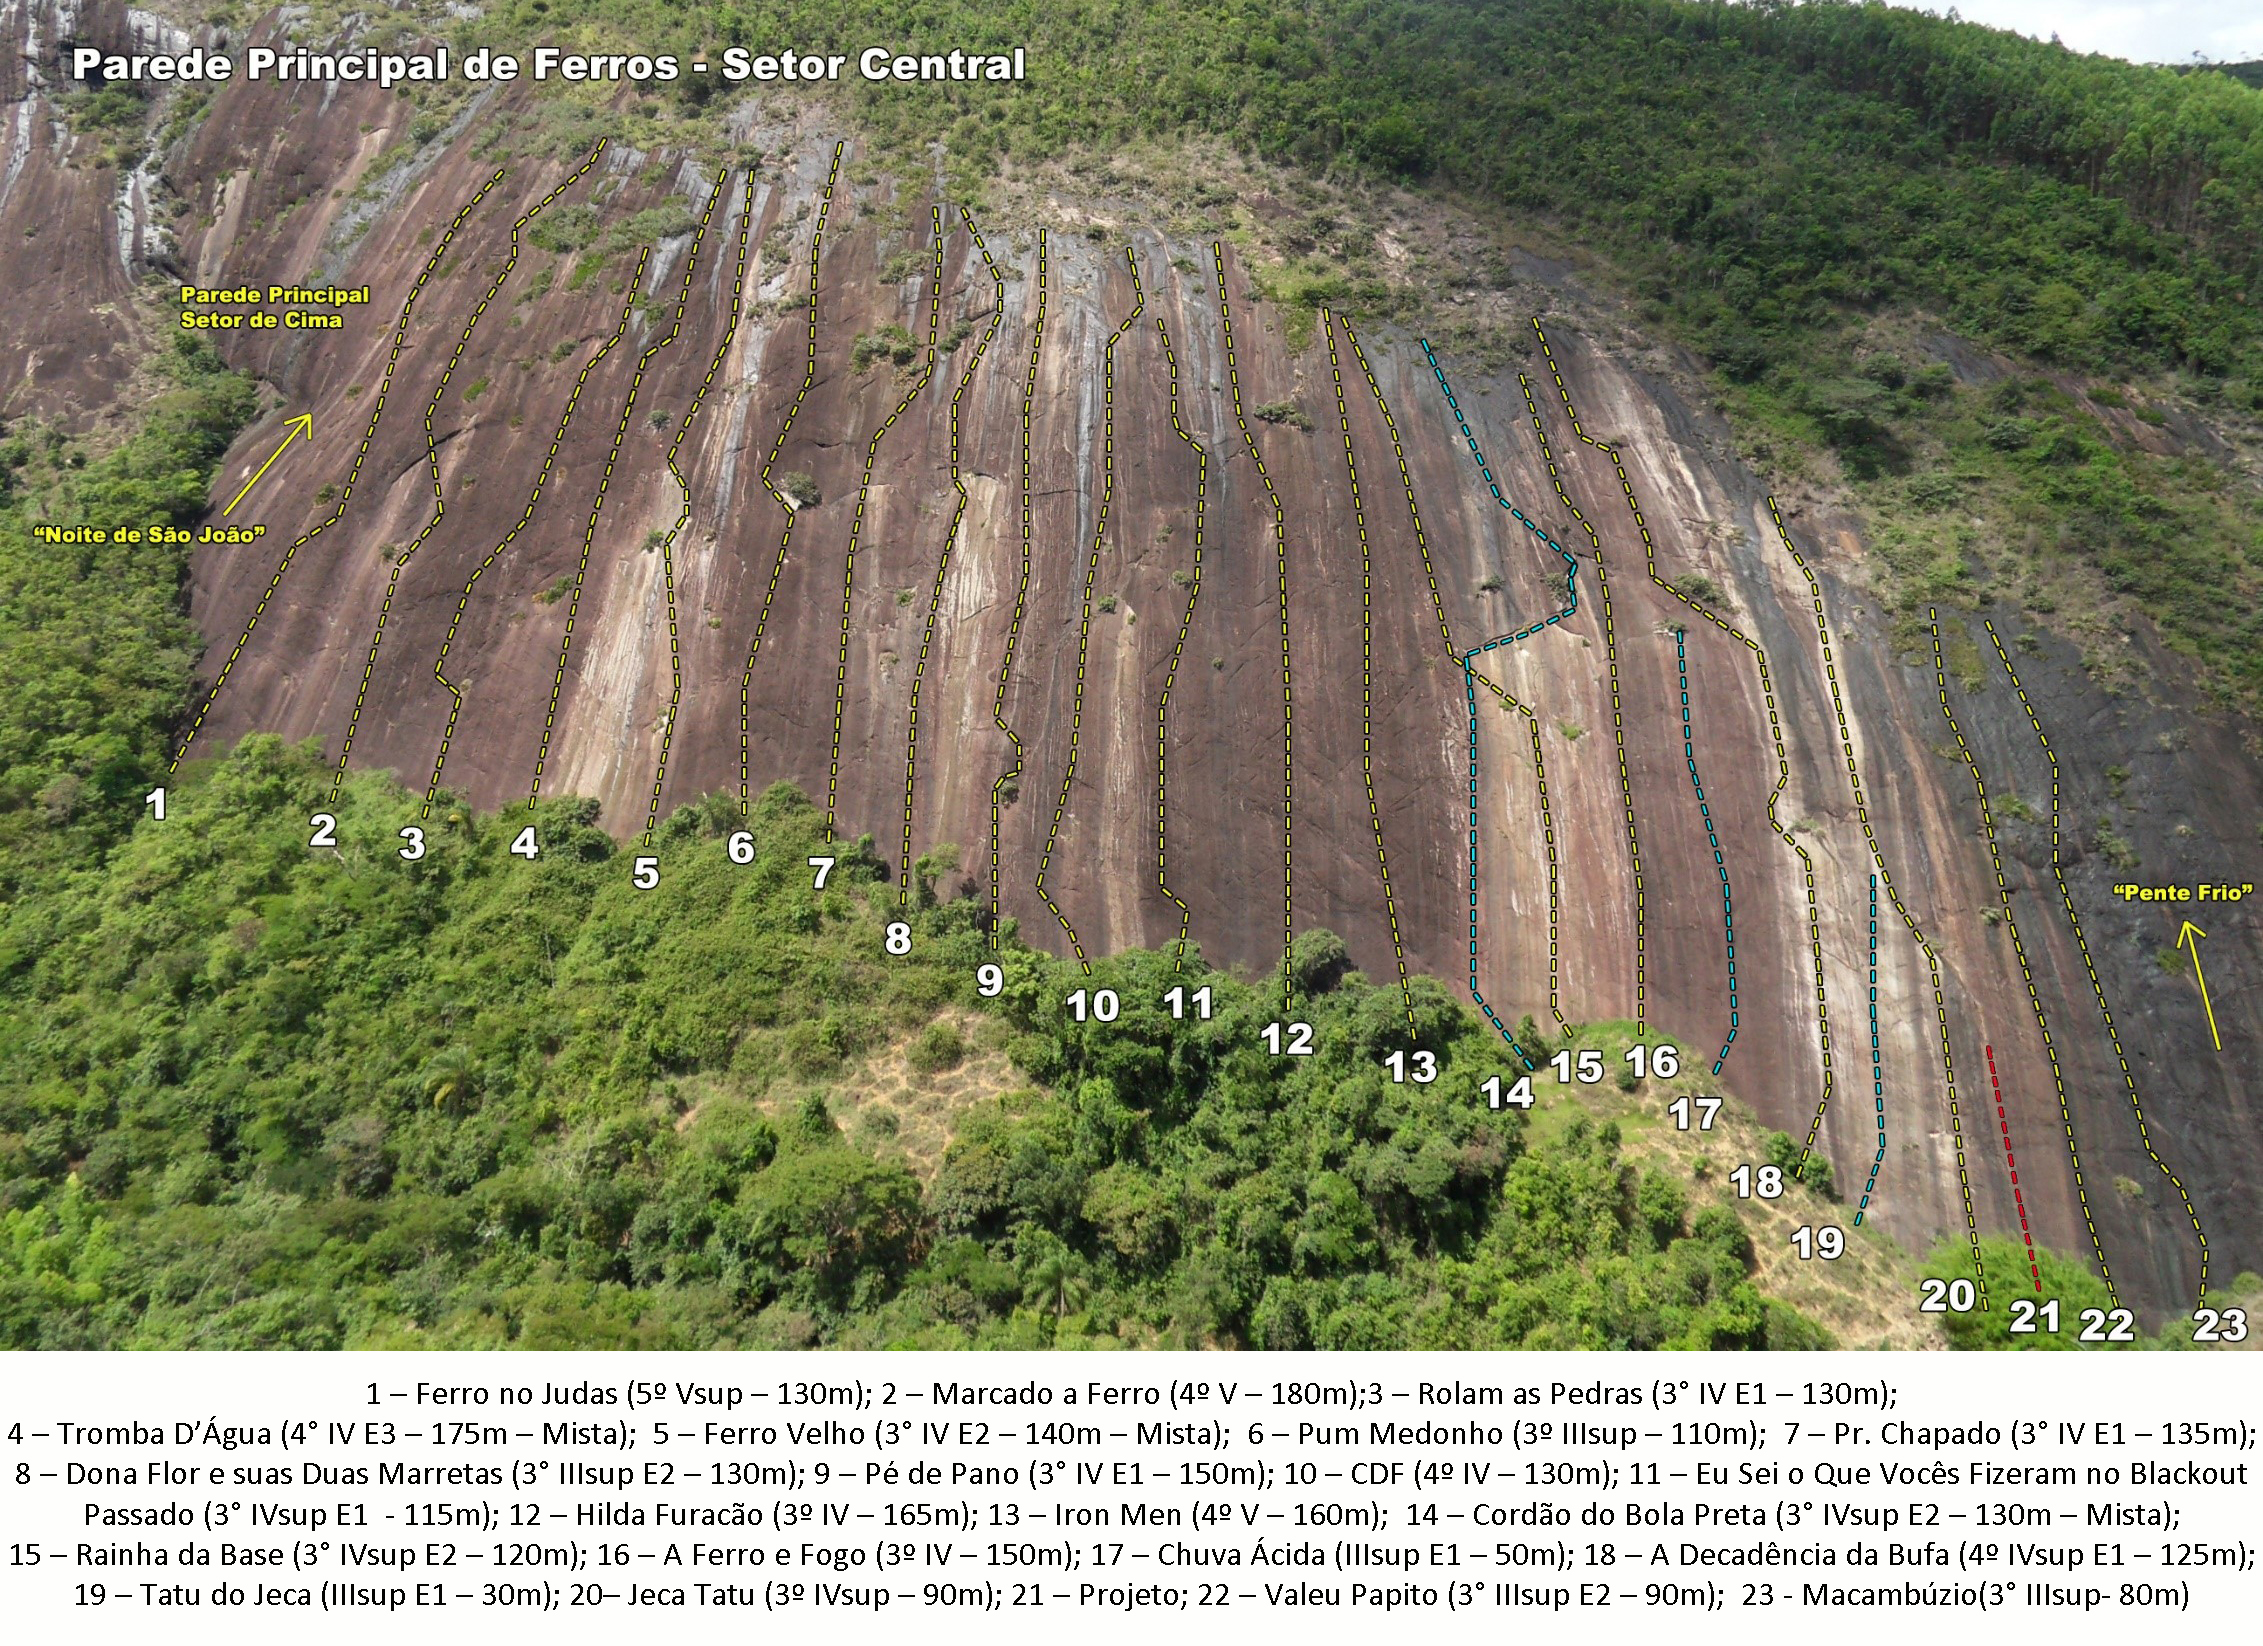 Parede Principal de Ferros - Setor Central
Parede Principal
Setor de Cima
“Noite de São João”
“Pente Frio”
1
2
3
4
5
6
7
8
9
10
11
12
13
14
15
16
17
18
19
20
21
22
23
1 – Ferro no Judas (5º Vsup – 130m); 2 – Marcado a Ferro (4º V – 180m);3 – Rolam as Pedras (3° IV E1 – 130m);
4 – Tromba D’Água (4° IV E3 – 175m – Mista); 5 – Ferro Velho (3° IV E2 – 140m – Mista); 6 – Pum Medonho (3º IIIsup – 110m); 7 – Pr. Chapado (3° IV E1 – 135m);
8 – Dona Flor e suas Duas Marretas (3° IIIsup E2 – 130m); 9 – Pé de Pano (3° IV E1 – 150m); 10 – CDF (4º IV – 130m); 11 – Eu Sei o Que Vocês Fizeram no Blackout
Passado (3° IVsup E1 - 115m); 12 – Hilda Furacão (3º IV – 165m); 13 – Iron Men (4º V – 160m); 14 – Cordão do Bola Preta (3° IVsup E2 – 130m – Mista);
15 – Rainha da Base (3° IVsup E2 – 120m); 16 – A Ferro e Fogo (3º IV – 150m); 17 – Chuva Ácida (IIIsup E1 – 50m); 18 – A Decadência da Bufa (4º IVsup E1 – 125m);
19 – Tatu do Jeca (IIIsup E1 – 30m); 20– Jeca Tatu (3º IVsup – 90m); 21 – Projeto; 22 – Valeu Papito (3° IIIsup E2 – 90m); 23 - Macambúzio(3° IIIsup- 80m)